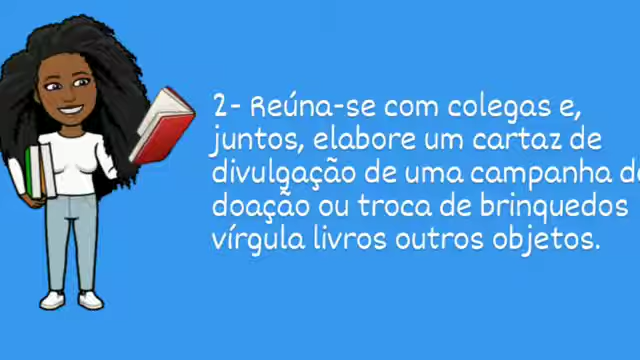 2- Reúna-se com colegas e,
juntos, elabore um cartaz de
divulgação de uma campanha de
doação ou troca de brinquedos
vírgula livros outros objetos.